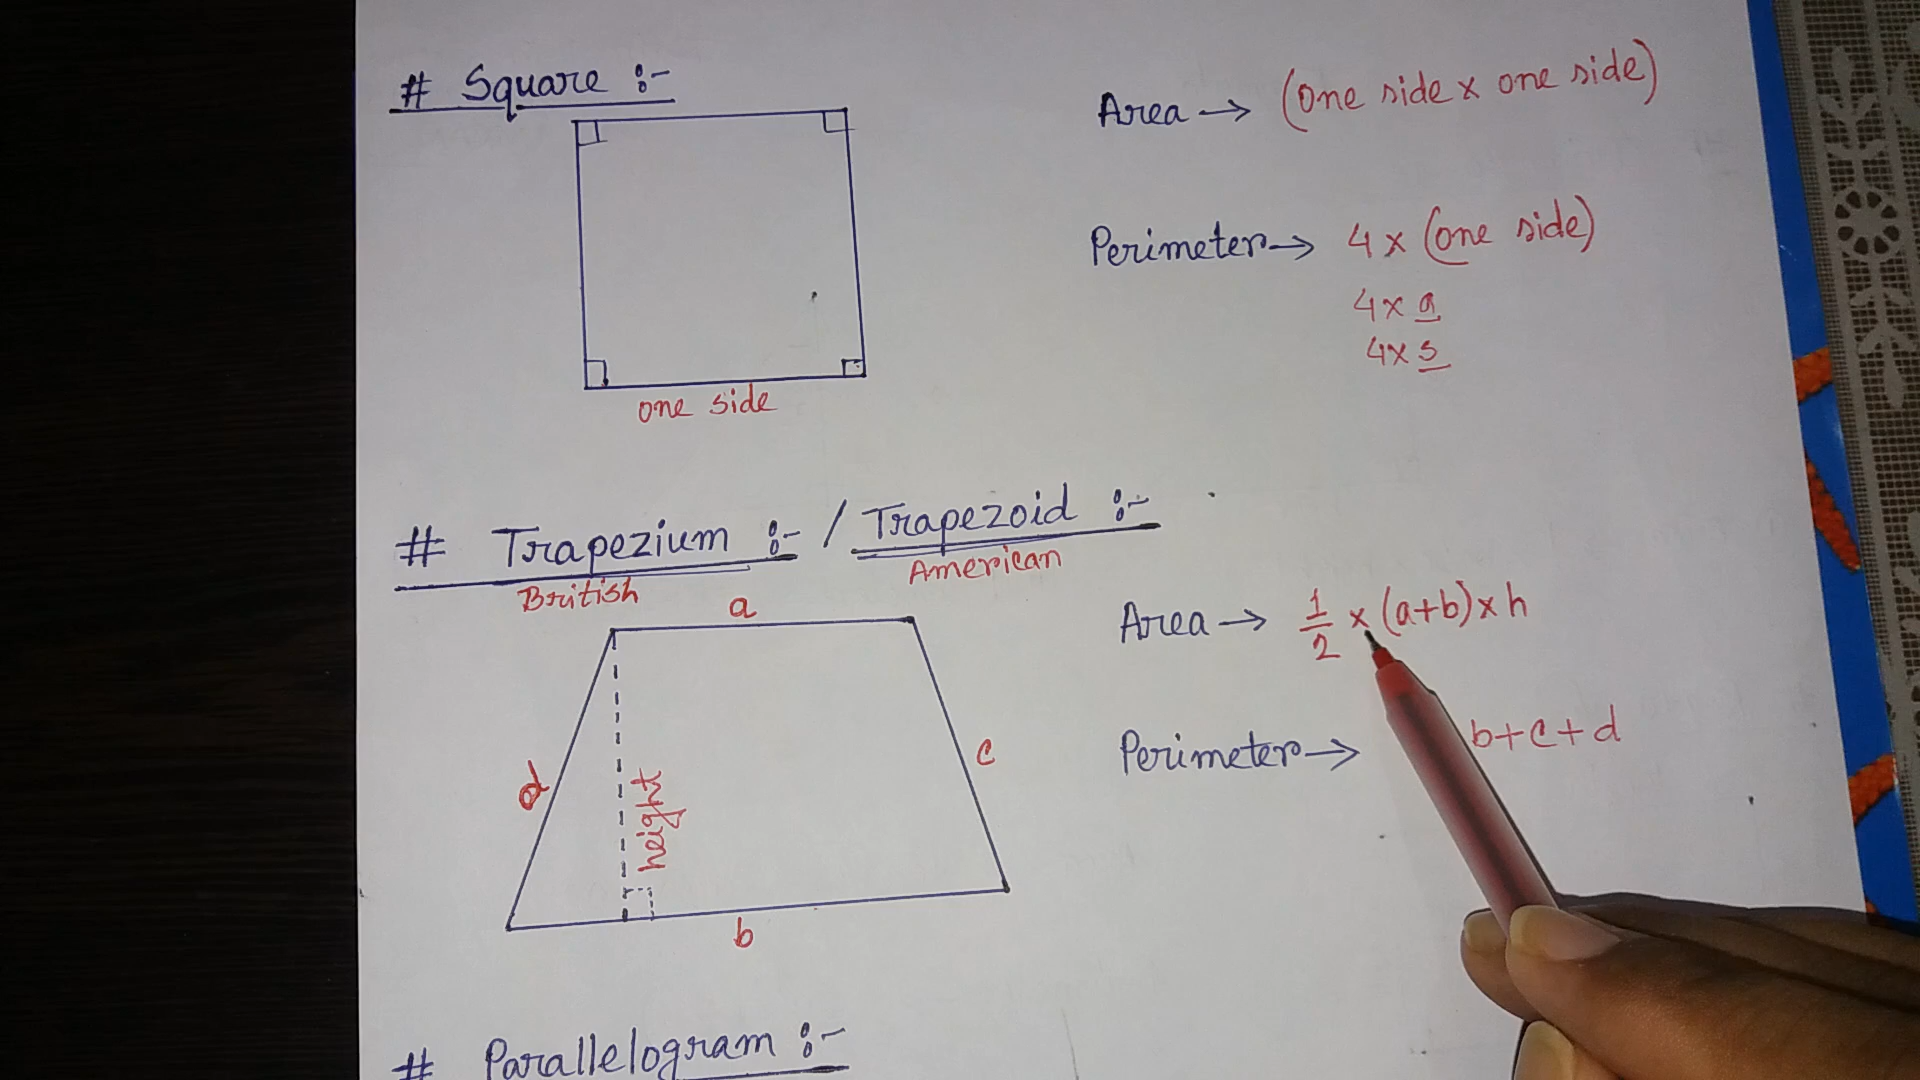 # Square :-
Area → (one side x one side)
Perimeter → 4 x (one side)
4 x a
4 x s
one side
# Trapezium :- / Trapezoid :-
British
American
a
Area → 1/2 x (a+b) x h
d
height
c
Perimeter → b+c+d
b
# Parallelogram :-